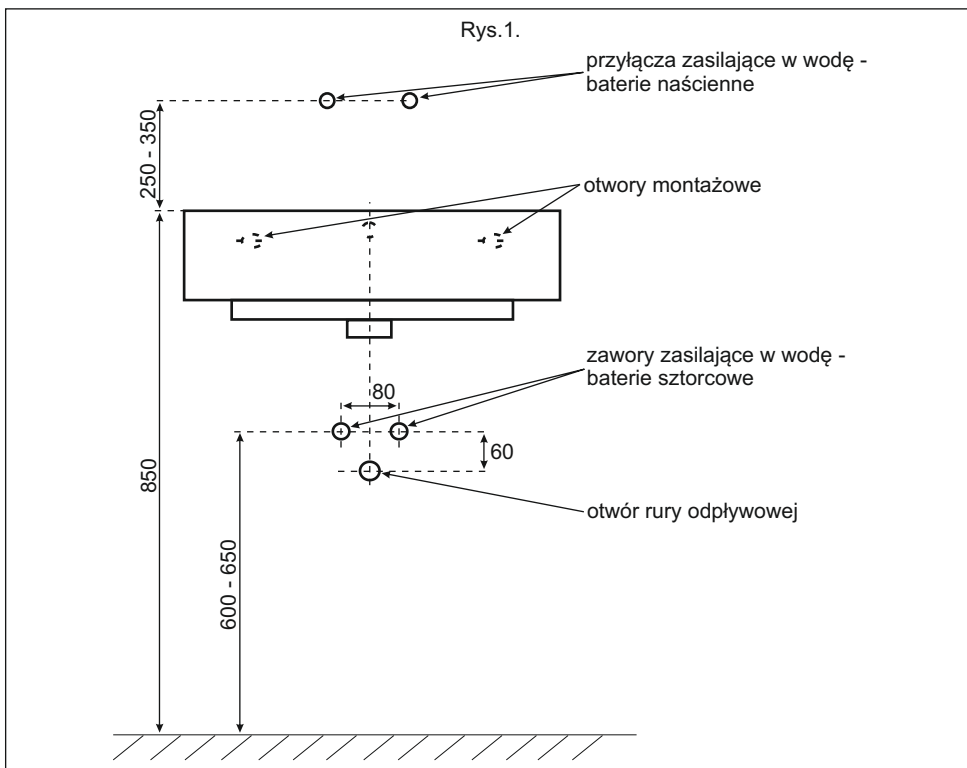 Rys.1.
przyłącza zasilające w wodę -
baterie naścienne
250 - 350
otwory montażowe
zawory zasilające w wodę -
baterie sztorcowe
80
60
850
otwór rury odpływowej
600 - 650